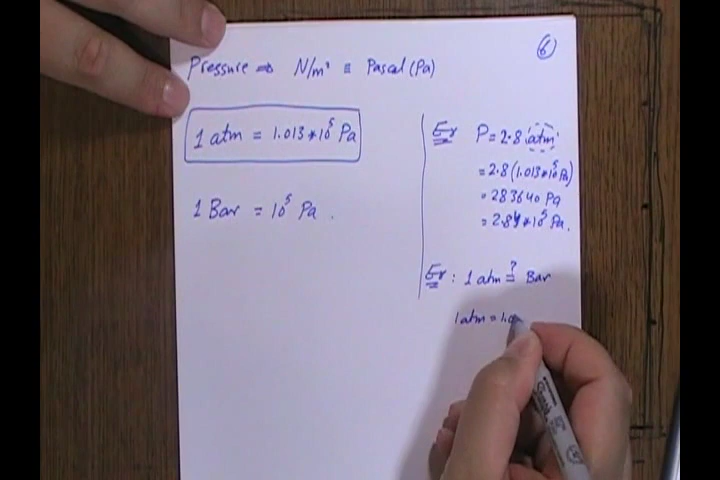 6
Pressure ⇒ N/m² ≡ Pascal (Pa)
1 atm = 1.013*10⁵ Pa
1 Bar = 10⁵ Pa.
Ex P = 2.8 atm
= 2.8 (1.013*10⁵ Pa)
= 283640 Pa
= 2.84*10⁵ Pa.
Ex: 1 atm ?= Bar
1 atm = 1.0